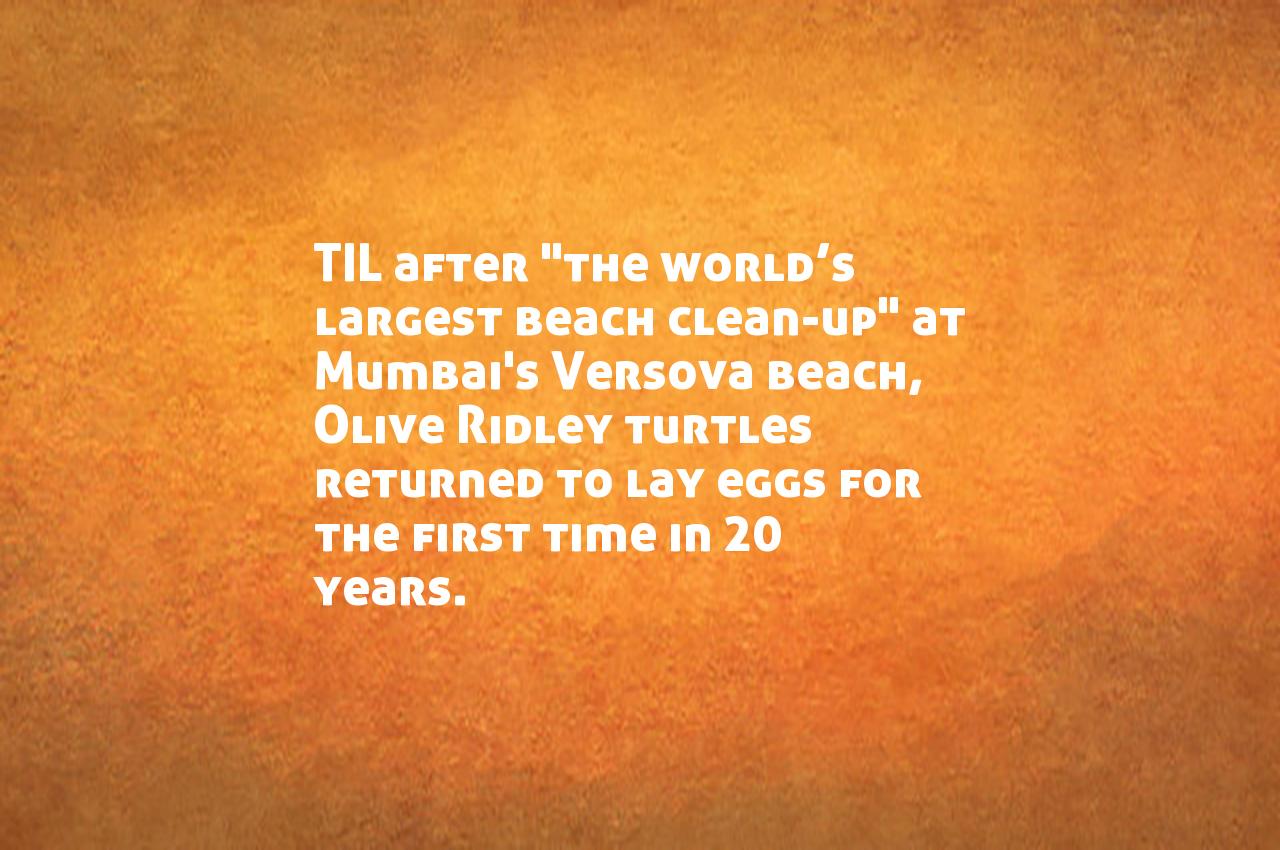 TIL after "the world’s
largest beach clean-up" at
Mumbai's Versova beach,
Olive Ridley turtles
returned to lay eggs for
the first time in 20
years.